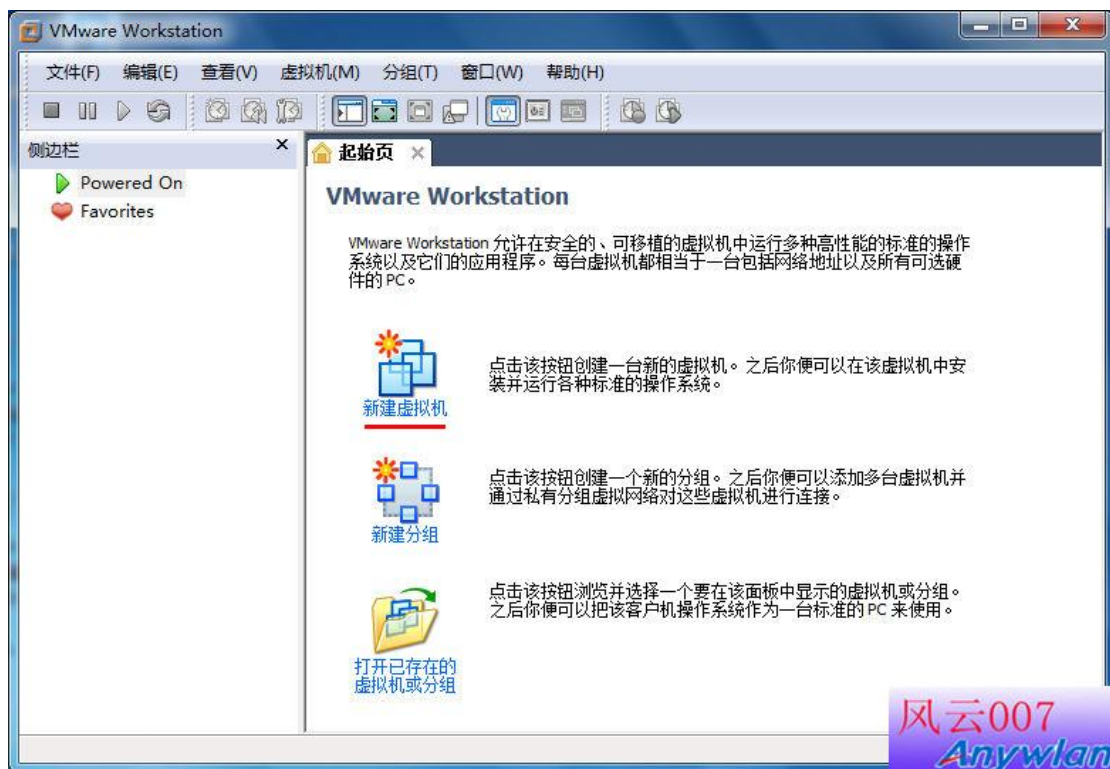 VMware Workstation
文件(F) 编辑(E) 查看(V) 虚拟机(M) 分组(T) 窗口(W) 帮助(H)
侧边栏
Powered On
Favorites
起始页
VMware Workstation
VMware Workstation 允许在安全的、可移植的虚拟机中运行多种高性能的标准的操作
系统以及它们的应用程序。每台虚拟机都相当于一台包括网络地址以及所有可选硬
件的 PC。
新建虚拟机
点击该按钮创建一台新的虚拟机。之后你便可以在该虚拟机中安
装并运行各种标准的操作系统。
新建分组
点击该按钮创建一个新的分组。之后你便可以添加多台虚拟机并
通过私有分组虚拟网络对这些虚拟机进行连接。
打开已存在的
虚拟机或分组
点击该按钮浏览并选择一个要在该面板中显示的虚拟机或分组。
之后你便可以把该客户机操作系统作为一台标准的 PC 来使用。
风云007
Anywlan